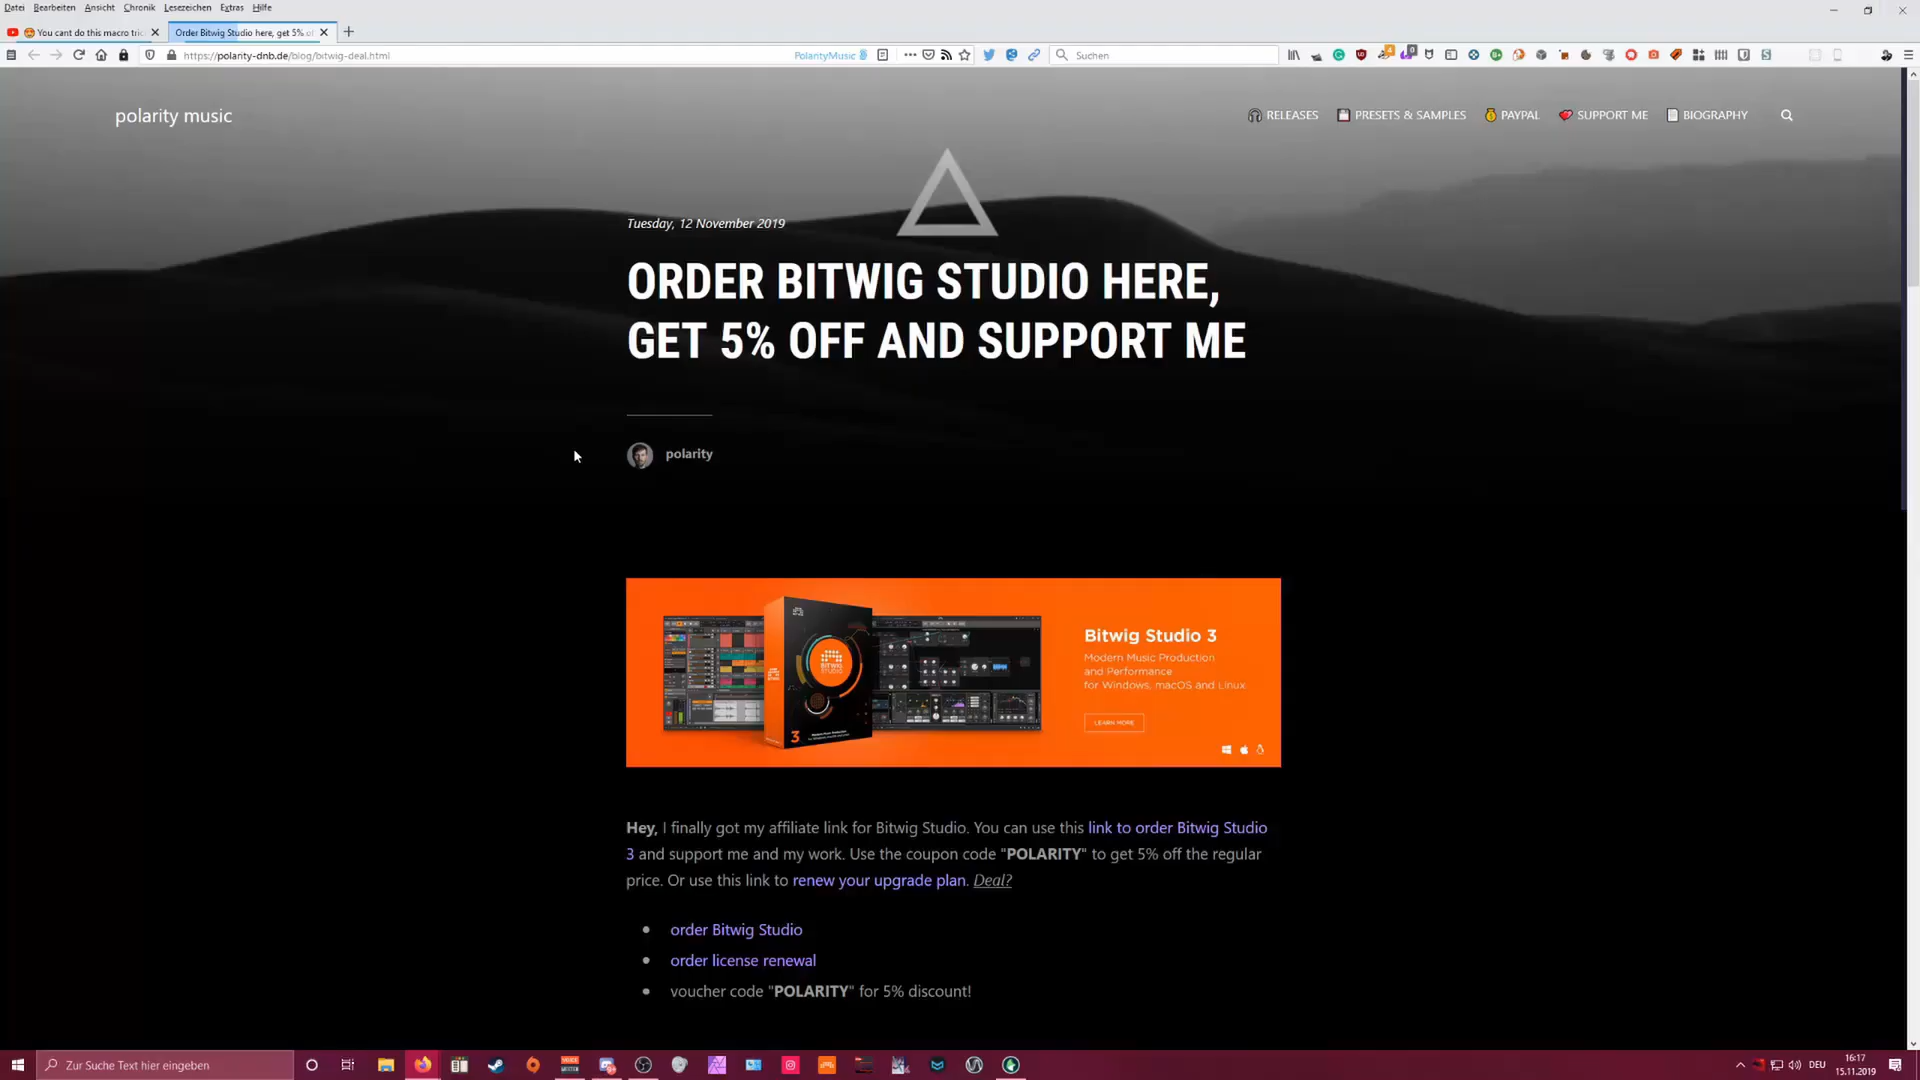 Datei Bearbeiten Ansicht Chronik Lesezeichen Extras Hilfe
You cant do this macro tric
Order Bitwig Studio here, get 5% of
https://polarity-dnb.de/blog/bitwig-deal.html
PolarityMusic
Suchen
polarity music
RELEASES PRESETS & SAMPLES PAYPAL SUPPORT ME BIOGRAPHY
Tuesday, 12 November 2019
ORDER BITWIG STUDIO HERE,
GET 5% OFF AND SUPPORT ME
polarity
BITWIG
STUDIO
3
Bitwig Studio 3
Modern Music Production
and Performance
for Windows, macOS and Linux
LEARN MORE
Hey, I finally got my affiliate link for Bitwig Studio. You can use this link to order Bitwig Studio
3 and support me and my work. Use the coupon code "POLARITY" to get 5% off the regular
price. Or use this link to renew your upgrade plan. Deal?
order Bitwig Studio
order license renewal
voucher code "POLARITY" for 5% discount!
Zur Suche Text hier eingeben
DEU
16:17
15.11.2019